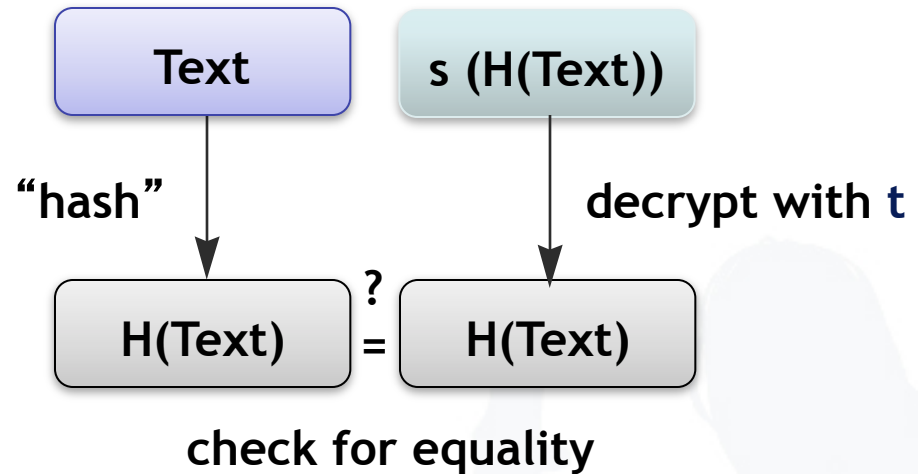 Text
s (H(Text))
“hash”
decrypt with t
?
H(Text)
=
H(Text)
check for equality